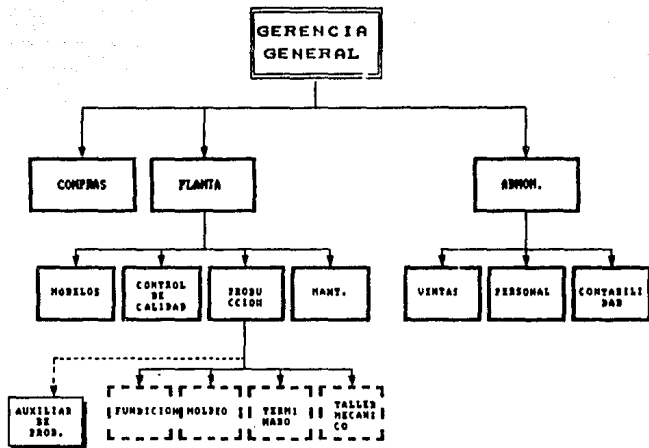 GERENCIA
GENERAL
COMPRAS
PLANTA
ADMON.
MODELOS
CONTROL
DE
CALIDAD
PRODU
CCION
MANT.
VENTAS
PERSONAL
CONTABILI
DAD
AUXILIAR
DE
PROD.
FUNDICION
MOLDEO
TERMI
NADO
TALLER
MECANI
CO